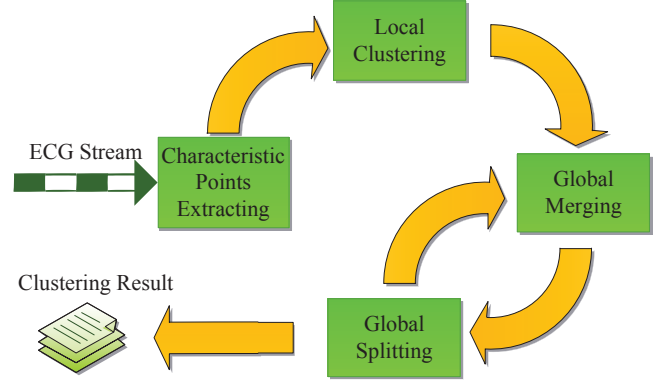 Local
Clustering
ECG Stream
Characteristic
Points
Extracting
Global
Merging
Clustering Result
Global
Splitting